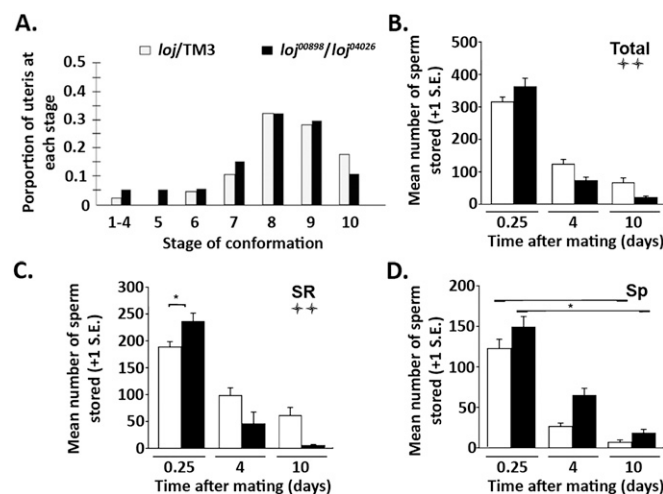 A.
loj/TM3
loj00898/loj04026
Porportion of uteris at
each stage
0.5
0.4
0.3
0.2
0.1
0
1-4 5 6 7 8 9 10
Stage of conformation
B.
Total
Mean number of sperm
stored (+1 S.E.)
500
400
300
200
100
0
0.25 4 10
Time after mating (days)
C.
SR
*
Mean number of sperm
stored (+1 S.E.)
300
250
200
150
100
50
0
0.25 4 10
Time after mating (days)
D.
Sp
*
Mean number of sperm
stored (+1 S.E.)
200
150
100
50
0
0.25 4 10
Time after mating (days)